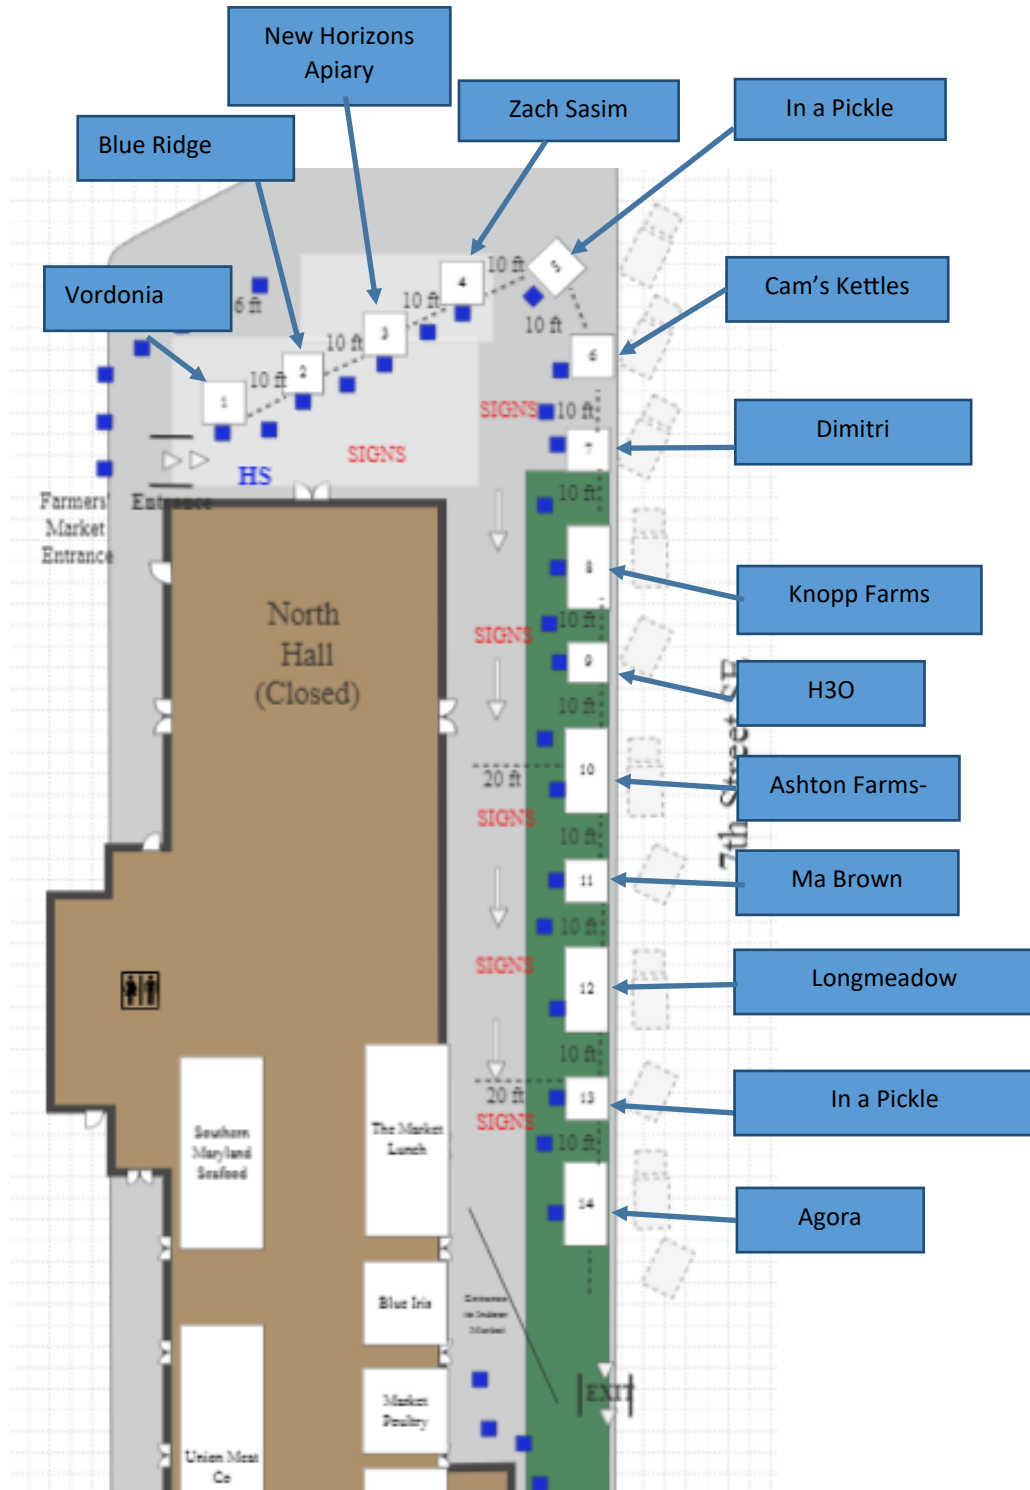 New Horizons
Apiary
Zach Sasim
In a Pickle
Blue Ridge
Vordonia
Cam's Kettles
Dimitri
Knopp Farms
H3O
Ashton Farms-
Ma Brown
Longmeadow
In a Pickle
Agora
6 ft
10 ft
10 ft
10 ft
10 ft
10 ft
1
2
3
4
5
6
SIGNS
10 ft
7
SIGNS
HS
10 ft
Farmers'
Market
Entrance
Entrance
8
North
Hall
(Closed)
10 ft
SIGNS
9
10 ft
7th Street SE
10
20 ft
SIGNS
10 ft
11
10 ft
SIGNS
12
10 ft
20 ft
13
SIGNS
10 ft
Southern
Maryland
Seafood
The Market
Lunch
14
Blue Iris
Entrance
to Indoor
Market
EXIT
Market
Poultry
Union Meat
Co